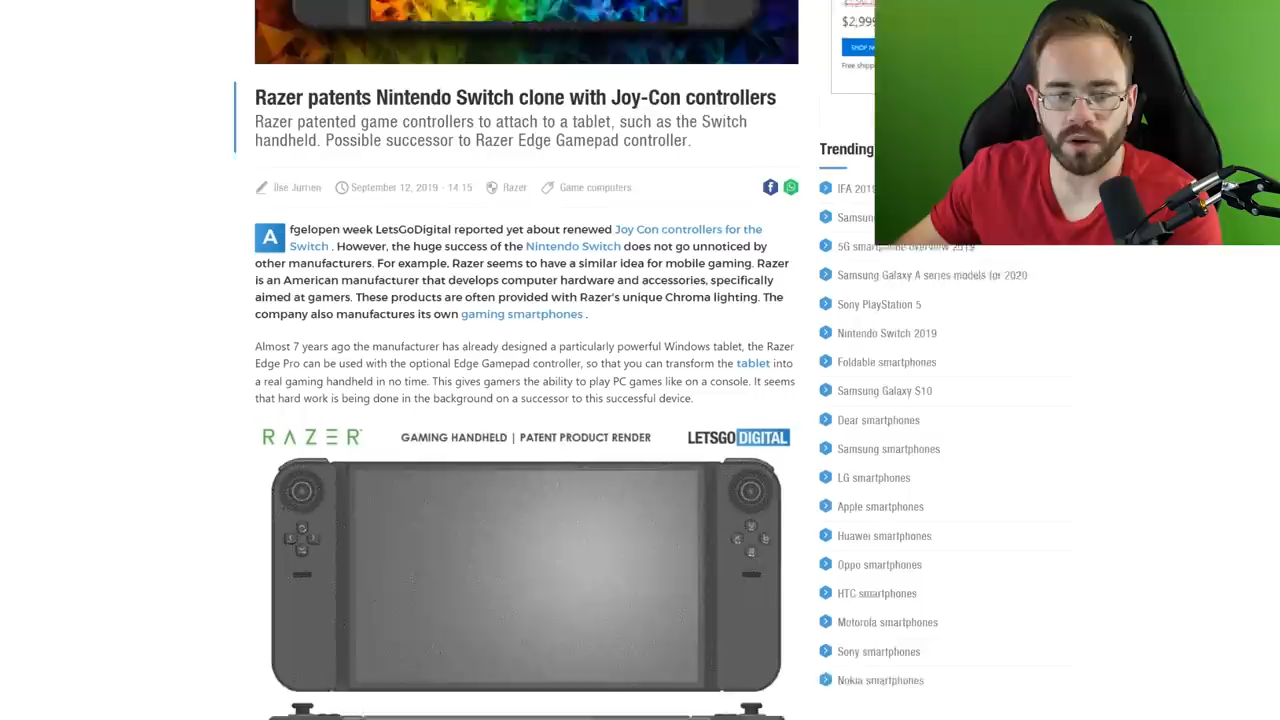 Razer patents Nintendo Switch clone with Joy-Con controllers
Razer patented game controllers to attach to a tablet, such as the Switch
handheld. Possible successor to Razer Edge Gamepad controller.
Ilse Jurrien
September 12, 2019 - 14:15
Razer
Game computers
A
fgelopen week LetsGoDigital reported yet about renewed Joy Con controllers for the
Switch . However, the huge success of the Nintendo Switch does not go unnoticed by
other manufacturers. For example, Razer seems to have a similar idea for mobile gaming. Razer
is an American manufacturer that develops computer hardware and accessories, specifically
aimed at gamers. These products are often provided with Razer's unique Chroma lighting. The
company also manufactures its own gaming smartphones .
Almost 7 years ago the manufacturer has already designed a particularly powerful Windows tablet, the Razer
Edge Pro can be used with the optional Edge Gamepad controller, so that you can transform the tablet into
a real gaming handheld in no time. This gives gamers the ability to play PC games like on a console. It seems
that hard work is being done in the background on a successor to this successful device.
RAZER
GAMING HANDHELD | PATENT PRODUCT RENDER
LETSGODIGITAL
$2,999
SHOP N
Free shipp
Trending
IFA 2019
Samsung
5G smartphone overview 2019
Samsung Galaxy A series models for 2020
Sony PlayStation 5
Nintendo Switch 2019
Foldable smartphones
Samsung Galaxy S10
Dear smartphones
Samsung smartphones
LG smartphones
Apple smartphones
Huawei smartphones
Oppo smartphones
HTC smartphones
Motorola smartphones
Sony smartphones
Nokia smartphones